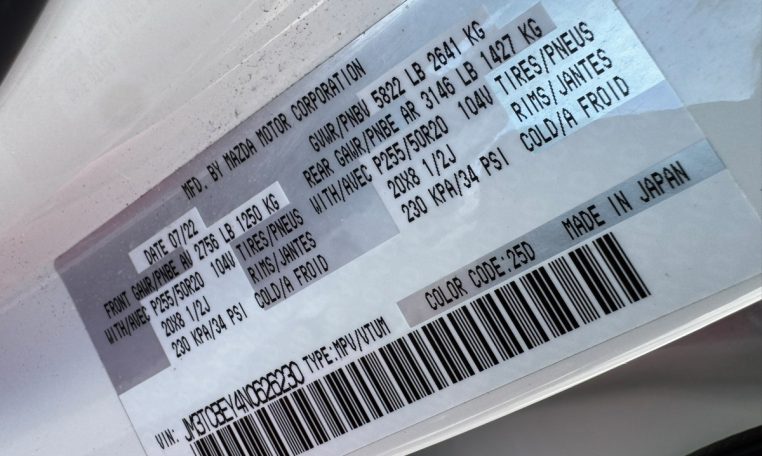 MFD. BY MAZDA MOTOR CORPORATION
DATE 07/22 GVWR/PNBV 5822 LB 2641 KG
FRONT GAWR/PNBE AV 2756 LB 1250 KG REAR GAWR/PNBE AR 3146 LB 1427 KG
WITH/AVEC P255/50R20 104V TIRES/PNEUS WITH/AVEC P255/50R20 104V TIRES/PNEUS
20X8 1/2J RIMS/JANTES 20X8 1/2J RIMS/JANTES
230 KPA/34 PSI COLD/A FROID 230 KPA/34 PSI COLD/A FROID
COLOR CODE:25D MADE IN JAPAN
VIN: JM3TCBEY4N0625230 TYPE:MPV/VTUM